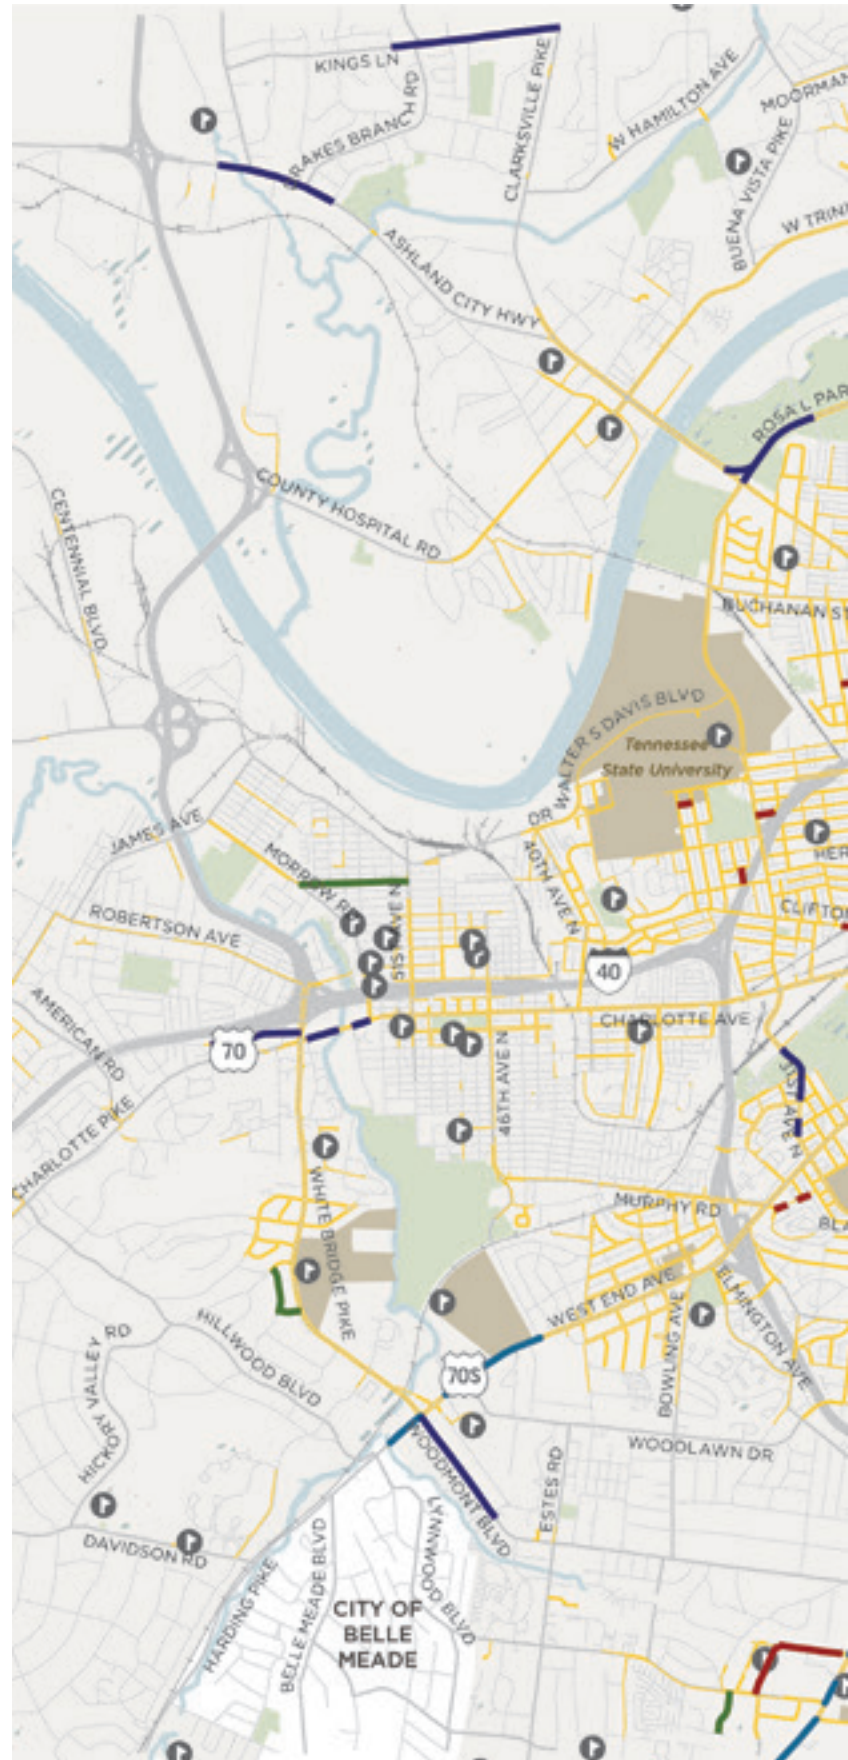 KINGS LN
DRAKES BRANCH RD
CLARKSVILLE PIKE
W HAMILTON AVE
MOORMAN
BUENA VISTA PIKE
W TRIN
ASHLAND CITY HWY
ROSA L PAR
COUNTY HOSPITAL RD
CENTENNIAL BLVD
BUCHANAN ST
WALTER S DAVIS BLVD
Tennessee
State University
DR
JAMES AVE
MORROW RD
40TH AVE N
HER
51ST AVE N
CLIFTO
ROBERTSON AVE
40
AMERICAN RD
CHARLOTTE AVE
70
46TH AVE N
31ST AVE N
CHARLOTTE PIKE
WHITE BRIDGE PIKE
MURPHY RD
BLA
WEST END AVE
ELMINGTON AVE
HILLWOOD BLVD
HICKORY VALLEY RD
70S
BOWLING AVE
WOODMONT BLVD
WOODLAWN DR
ESTES RD
DAVIDSON RD
LYNNWOOD BLVD
HARDING PIKE
BELLE MEADE BLVD
CITY OF
BELLE
MEADE